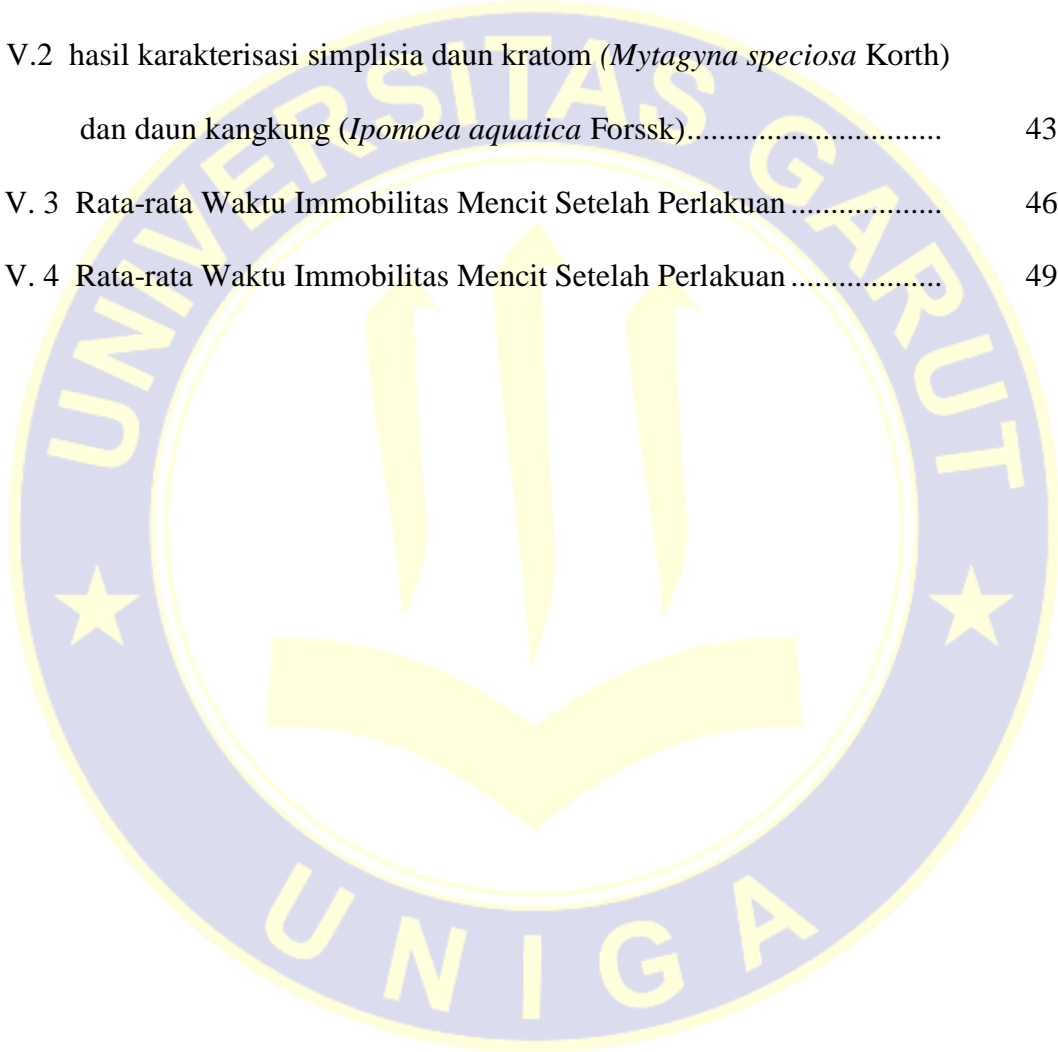 V.2 hasil karakterisasi simplisia daun kratom (Mytagyna speciosa Korth)
dan daun kangkung (Ipomoea aquatica Forssk)............................... 43
V. 3 Rata-rata Waktu Immobilitas Mencit Setelah Perlakuan ................... 46
V. 4 Rata-rata Waktu Immobilitas Mencit Setelah Perlakuan ................... 49
UNIVERSITAS GARUT
UNIGA